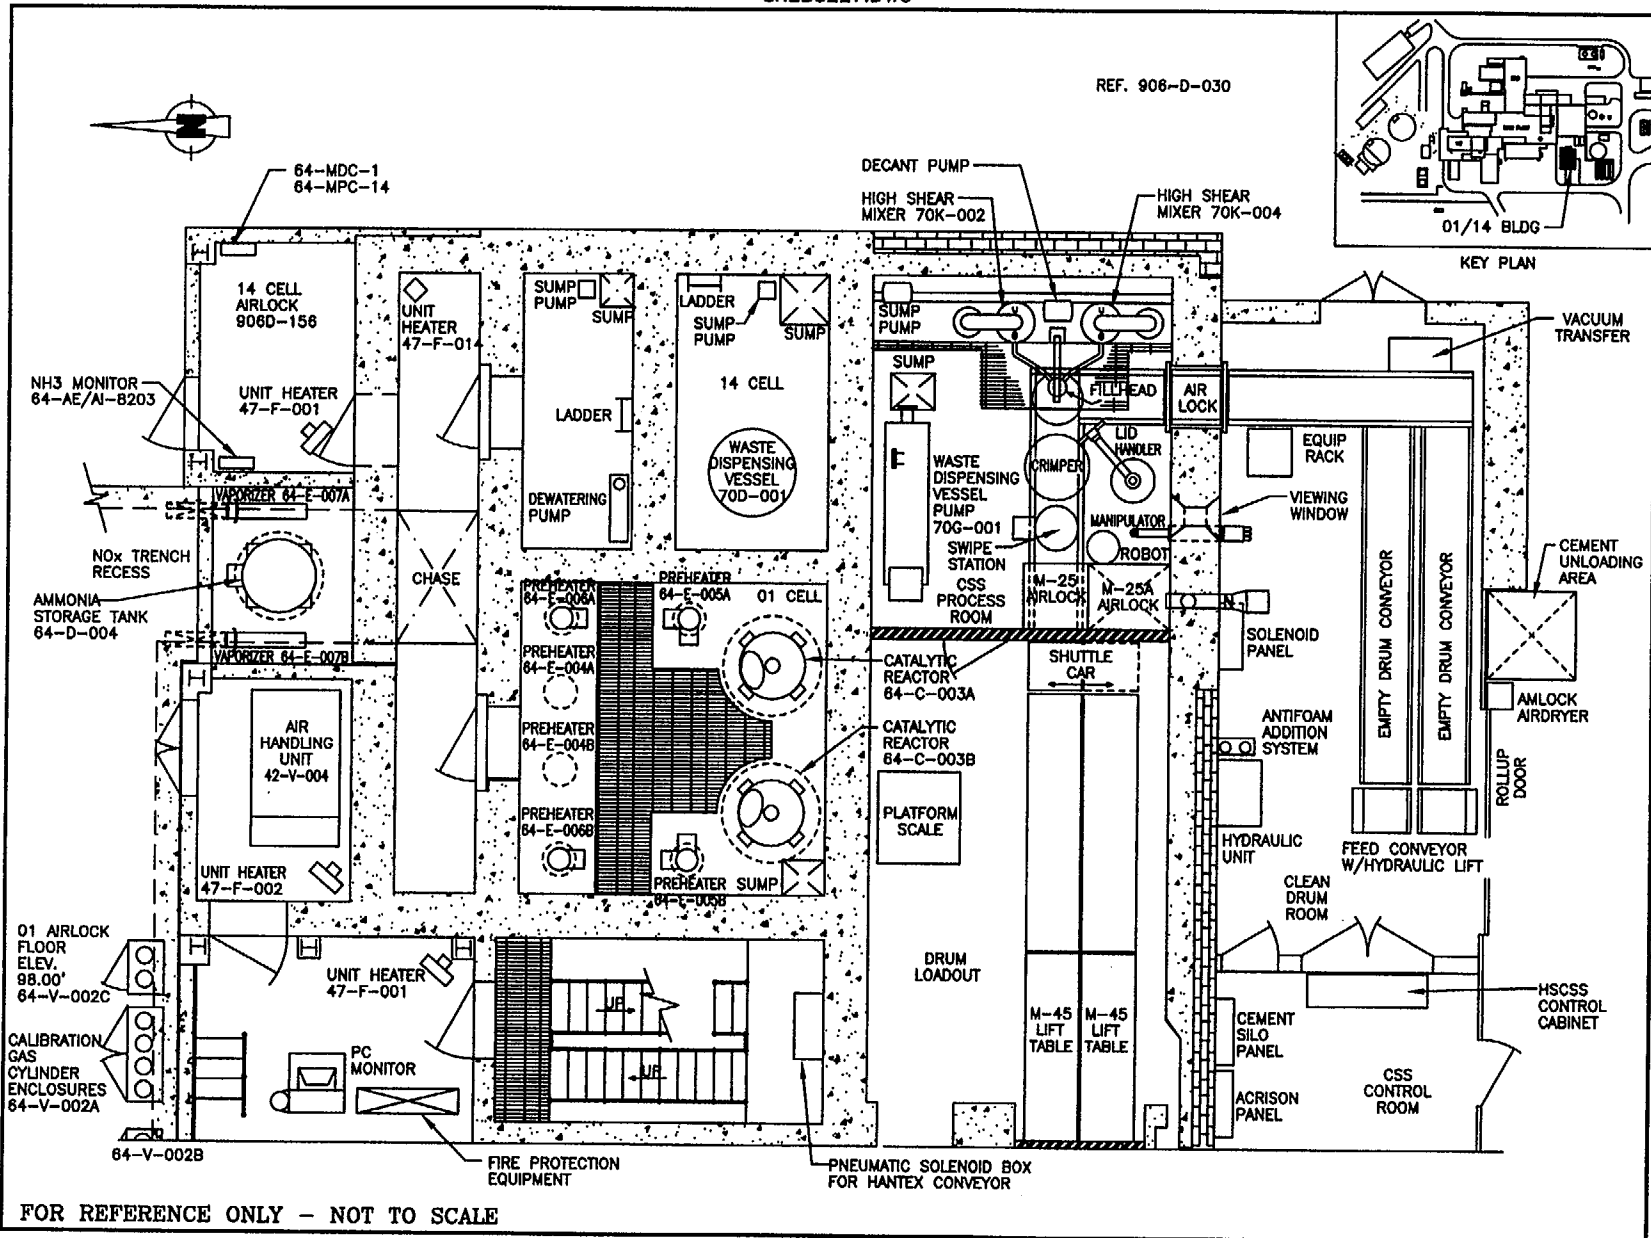 REF. 906-D-030
01/14 BLDG
KEY PLAN
N
64-MDC-1
64-MPC-14
DECANT PUMP
HIGH SHEAR
MIXER 70K-002
HIGH SHEAR
MIXER 70K-004
14 CELL
AIRLOCK
906D-156
UNIT
HEATER
47-F-014
SUMP
PUMP
SUMP
LADDER
SUMP
PUMP
SUMP
SUMP
PUMP
SUMP
VACUUM
TRANSFER
NH3 MONITOR
64-AE/AI-8203
UNIT HEATER
47-F-001
LADDER
14 CELL
FILLHEAD
AIR
LOCK
LID
HANDLER
EQUIP
RACK
WASTE
DISPENSING
VESSEL
70D-001
WASTE
DISPENSING
VESSEL
PUMP
70G-001
CRIMPER
VIEWING
WINDOW
DEWATERING
PUMP
VAPORIZER 64-E-007A
MANIPULATOR
SWIPE
STATION
ROBOT
NOx TRENCH
RECESS
CHASE
CSS
PROCESS
ROOM
M-25
AIRLOCK
M-25A
AIRLOCK
CEMENT
UNLOADING
AREA
AMMONIA
STORAGE TANK
64-D-004
PREHEATER
64-E-006A
PREHEATER
64-E-005A
01 CELL
VAPORIZER 64-E-007B
PREHEATER
64-E-004A
CATALYTIC
REACTOR
64-C-003A
SHUTTLE
CAR
SOLENOID
PANEL
EMPTY DRUM CONVEYOR
EMPTY DRUM CONVEYOR
AMLOCK
AIRDRYER
AIR
HANDLING
UNIT
42-V-004
PREHEATER
64-E-004B
CATALYTIC
REACTOR
64-C-003B
ANTIFOAM
ADDITION
SYSTEM
ROLLUP
DOOR
PREHEATER
64-E-006B
PLATFORM
SCALE
HYDRAULIC
UNIT
FEED CONVEYOR
W/HYDRAULIC LIFT
UNIT HEATER
47-F-002
PREHEATER
64-E-005B
SUMP
CLEAN
DRUM
ROOM
01 AIRLOCK
FLOOR
ELEV.
98.00'
64-V-002C
UNIT HEATER
47-F-001
DRUM
LOADOUT
UP
HSCSS
CONTROL
CABINET
CALIBRATION
GAS
CYLINDER
ENCLOSURES
64-V-002A
PC
MONITOR
UP
M-45
LIFT
TABLE
M-45
LIFT
TABLE
CEMENT
SILO
PANEL
ACRISON
PANEL
CSS
CONTROL
ROOM
64-V-002B
FIRE PROTECTION
EQUIPMENT
PNEUMATIC SOLENOID BOX
FOR HANTEX CONVEYOR
FOR REFERENCE ONLY - NOT TO SCALE